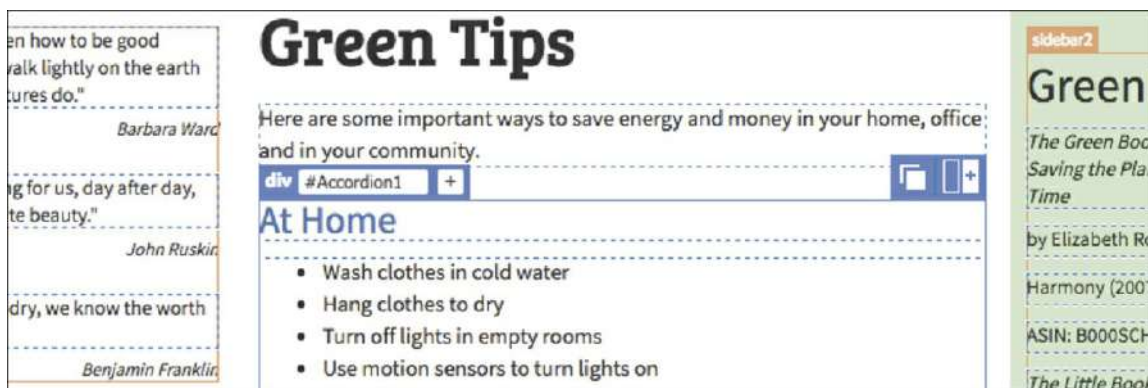 en how to be good
walk lightly on the earth
tures do."
Barbara Ward
g for us, day after day,
te beauty."
John Ruskin
dry, we know the worth
Benjamin Franklin
Green Tips
Here are some important ways to save energy and money in your home, office
and in your community.
div #Accordion1 +
+
At Home
• Wash clothes in cold water
• Hang clothes to dry
• Turn off lights in empty rooms
• Use motion sensors to turn lights on
sidebar2
Green
The Green Boo
Saving the Pla
Time
by Elizabeth Ro
Harmony (2007
ASIN: B000SCH
The Little Boo